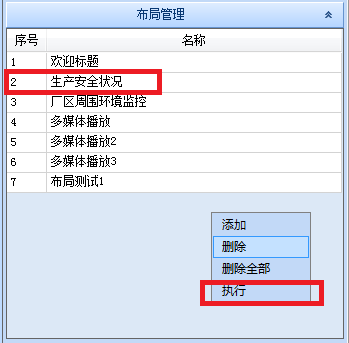 布局管理
序号 名称
1 欢迎标题
2 生产安全状况
3 厂区周围环境监控
4 多媒体播放
5 多媒体播放2
6 多媒体播放3
7 布局测试1
添加
删除
删除全部
执行